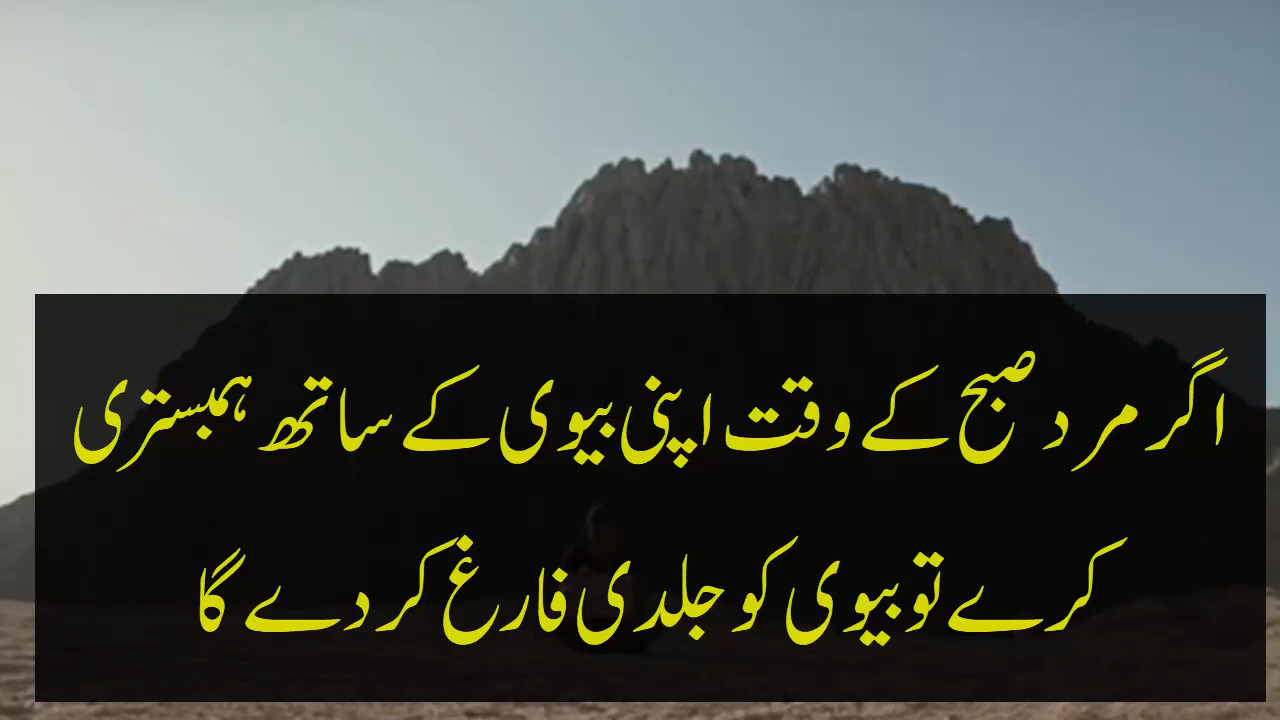 اگر مرد صبح کے وقت اپنی بیوی کے ساتھ ہمبستری
کرے تو بیوی کو جلدی فارغ کر دے گا